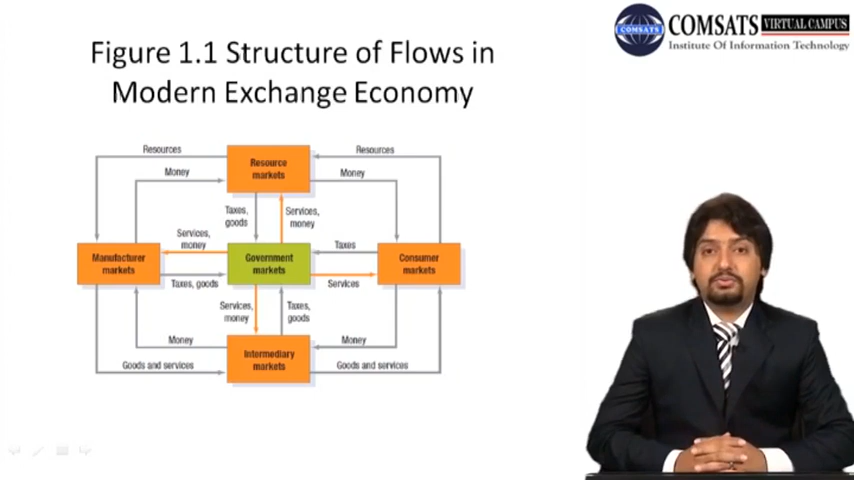 COMSATS VIRTUAL CAMPUS
COMSATS
Institute Of Information Technology
Figure 1.1 Structure of Flows in
Modern Exchange Economy
Resources
Resources
Resource
markets
Money
Money
Taxes,
goods
Services,
money
Services,
money
Taxes
Manufacturer
markets
Government
markets
Consumer
markets
Taxes, goods
Services
Services,
money
Taxes,
goods
Money
Money
Intermediary
markets
Goods and services
Goods and services